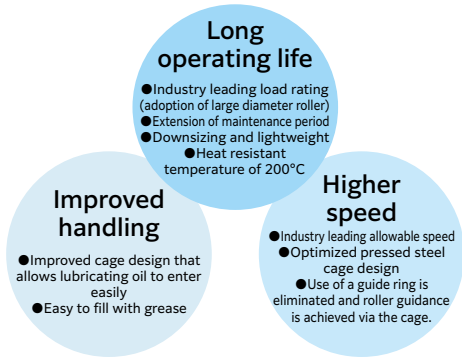 Long
operating life
●Industry leading load rating
(adoption of large diameter roller)
●Extension of maintenance period
●Downsizing and lightweight
●Heat resistant
temperature of 200°C
Improved
handling
●Improved cage design that
allows lubricating oil to enter
easily
●Easy to fill with grease
Higher
speed
●Industry leading allowable speed
●Optimized pressed steel
cage design
●Use of a guide ring is
eliminated and roller guidance
is achieved via the cage.